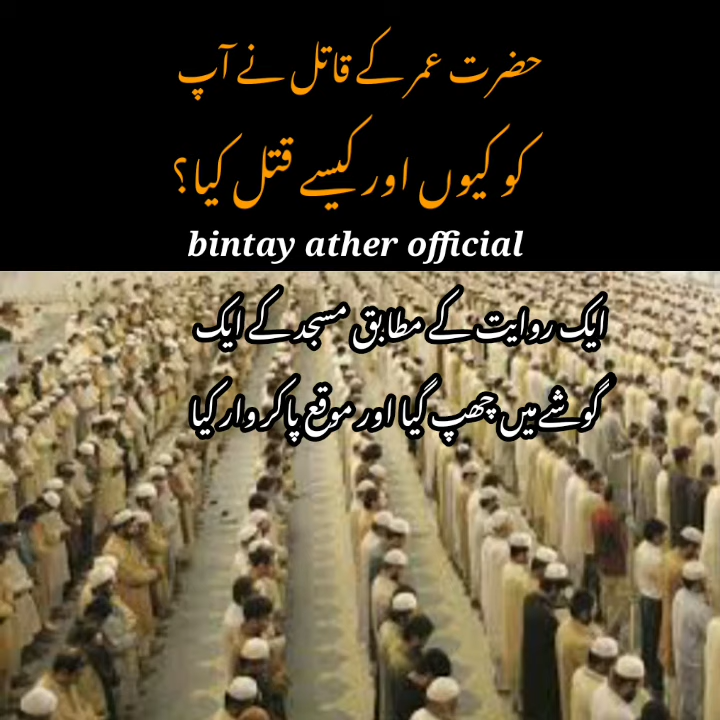 حضرت عمر کے قاتل نے آپ
کو کیوں اور کیسے قتل کیا؟
bintay ather official
ایک روایت کے مطابق مسجد کے ایک
گوشے میں چھپ گیا اور موقع پا کر وار کیا